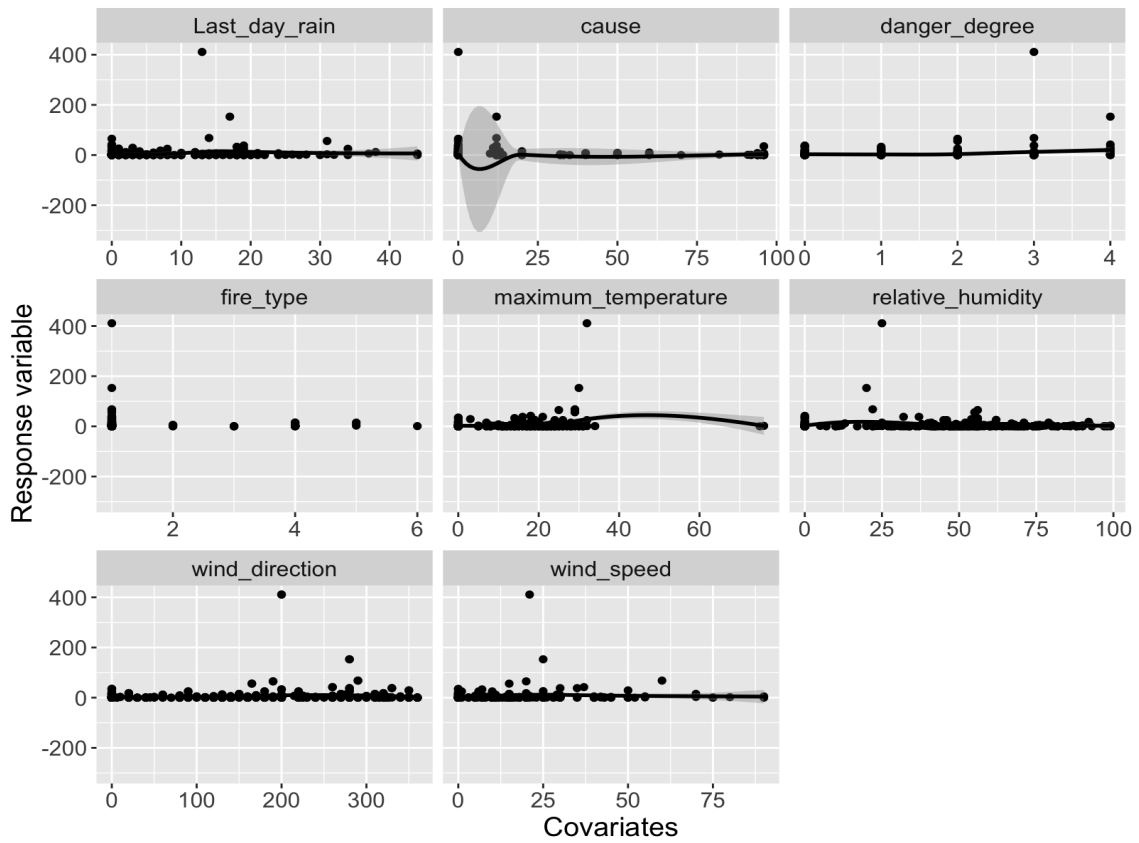 Last_day_rain cause danger_degree
400
200
0
-200
0 10 20 30 40 0 25 50 75 100 0 1 2 3 4
fire_type maximum_temperature relative_humidity
400
200
0
-200
2 4 6 0 20 40 60 0 25 50 75 100
wind_direction wind_speed
400
200
0
-200
0 100 200 300 0 25 50 75
Response variable
Covariates